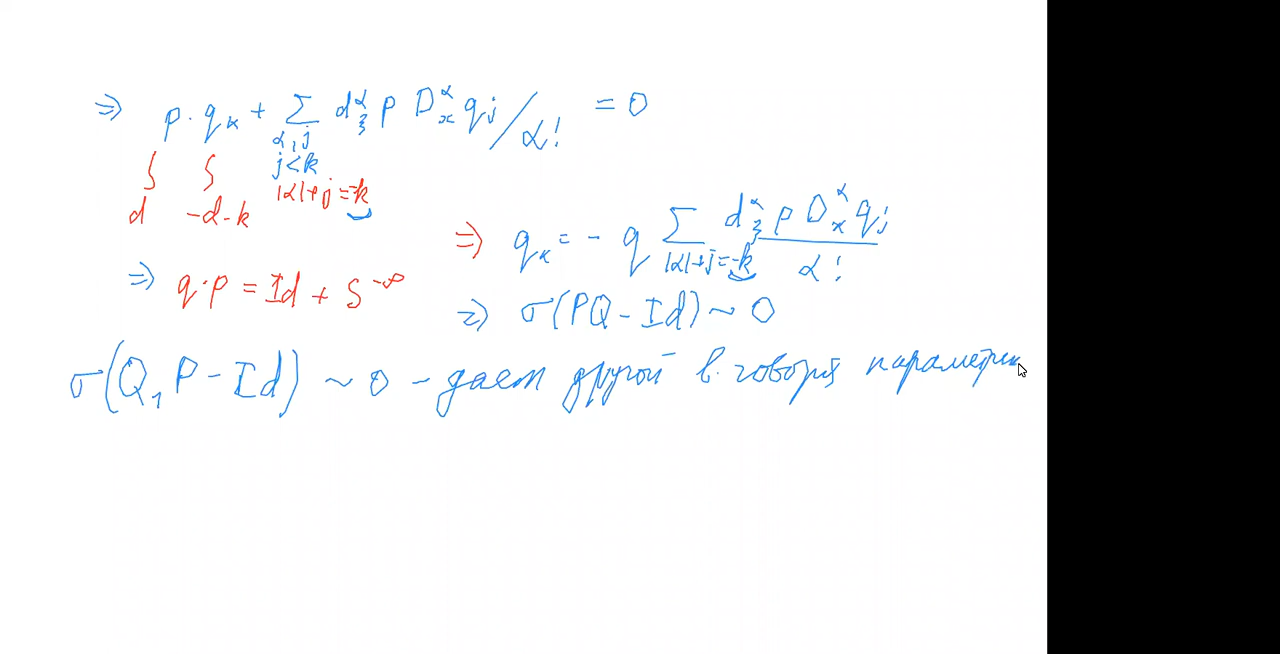 ⇒ p · q_k + Σ_{α,j j<k |α|+j=k} d_ξ^α p D_x^α q_j / α! = 0
d -d-k
⇒ q_k = - q Σ_{|α|+j=k} d_ξ^α p D_x^α q_j / α!
⇒ q·p = Id + S^{-∞}
⇒ σ(PQ - Id) ~ 0
σ(Q_1 P - Id) ~ 0 - дает другой в. говоря